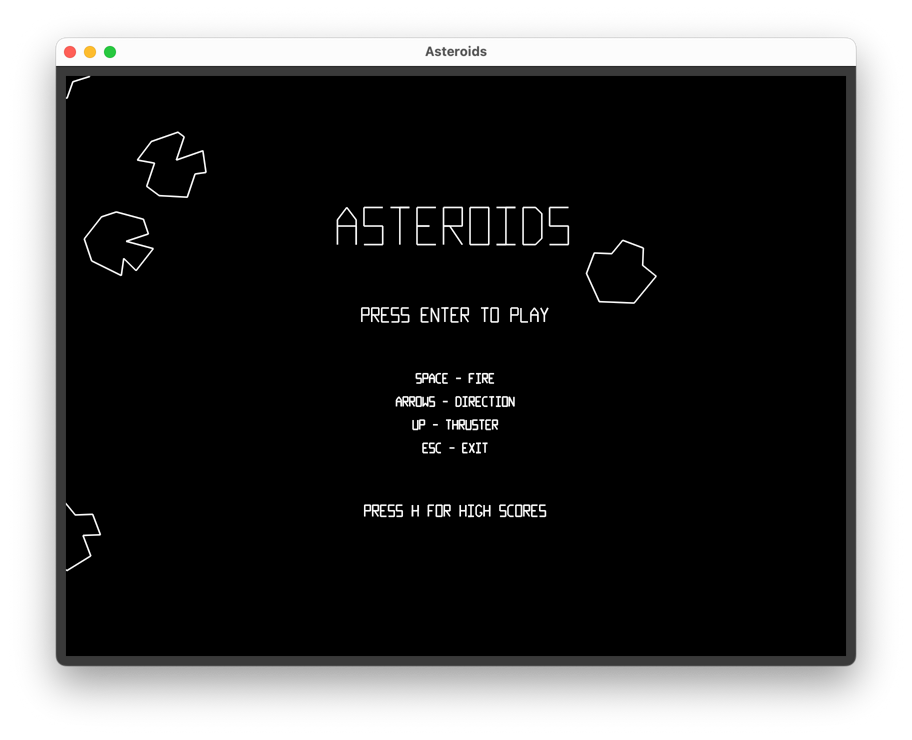 Asteroids
ASTEROIDS
PRESS ENTER TO PLAY
SPACE - FIRE
ARROWS - DIRECTION
UP - THRUSTER
ESC - EXIT
PRESS H FOR HIGH SCORES